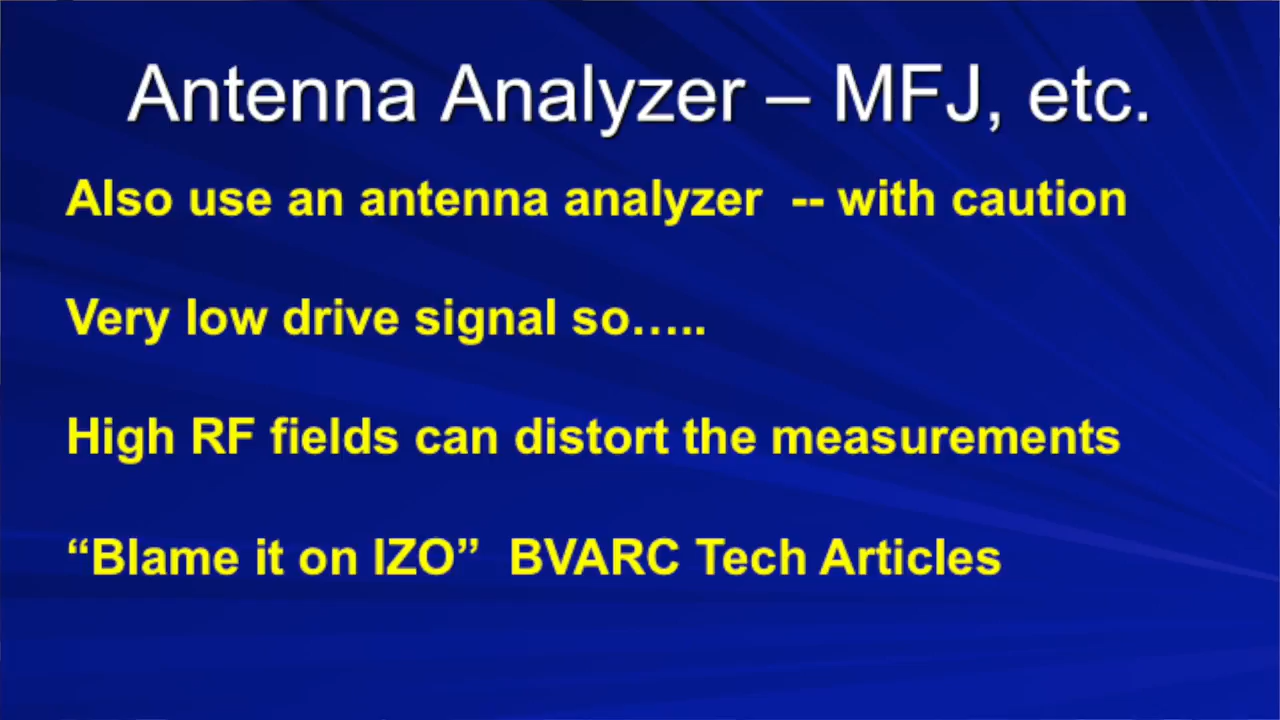 Antenna Analyzer – MFJ, etc.
Also use an antenna analyzer -- with caution
Very low drive signal so…..
High RF fields can distort the measurements
“Blame it on IZO” BVARC Tech Articles